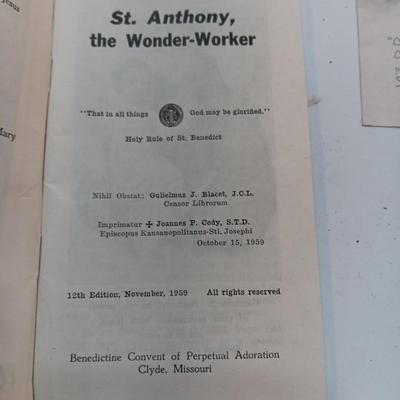 St. Anthony,
the Wonder-Worker
"That in all things God may be glorified."
Holy Rule of St. Benedict
Nihil Obstat: Gulielmus J. Blacet, J.C.L.
Censor Librorum
Imprimatur ✠ Joannes P. Cody, S.T.D.
Episcopus Kansanopolitanus-Sti. Josephi
October 15, 1959
12th Edition, November, 1959 All rights reserved
Benedictine Convent of Perpetual Adoration
Clyde, Missouri